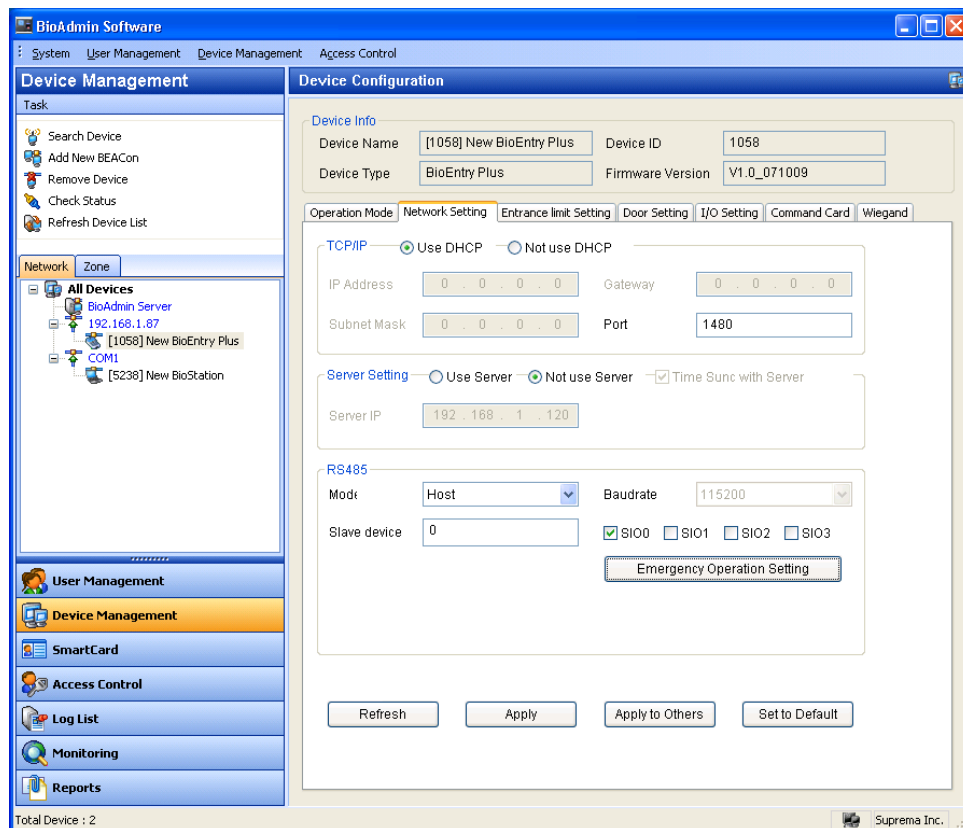 BioAdmin Software
System User Management Device Management Access Control
Device Management
Task
Search Device
Add New BEACon
Remove Device
Check Status
Refresh Device List
Network Zone
All Devices
BioAdmin Server
192.168.1.87
[1058] New BioEntry Plus
COM1
[5238] New BioStation
User Management
Device Management
SmartCard
Access Control
Log List
Monitoring
Reports
Device Configuration
Device Info
Device Name [1058] New BioEntry Plus Device ID 1058
Device Type BioEntry Plus Firmware Version V1.0_071009
Operation Mode Network Setting Entrance limit Setting Door Setting I/O Setting Command Card Wiegand
TCP/IP Use DHCP Not use DHCP
IP Address 0 . 0 . 0 . 0 Gateway 0 . 0 . 0 . 0
Subnet Mask 0 . 0 . 0 . 0 Port 1480
Server Setting Use Server Not use Server Time Sunc with Server
Server IP 192 . 168 . 1 . 120
RS485
Mode Host Baudrate 115200
Slave device 0 SIO0 SIO1 SIO2 SIO3
Emergency Operation Setting
Refresh Apply Apply to Others Set to Default
Total Device : 2 Suprema Inc.